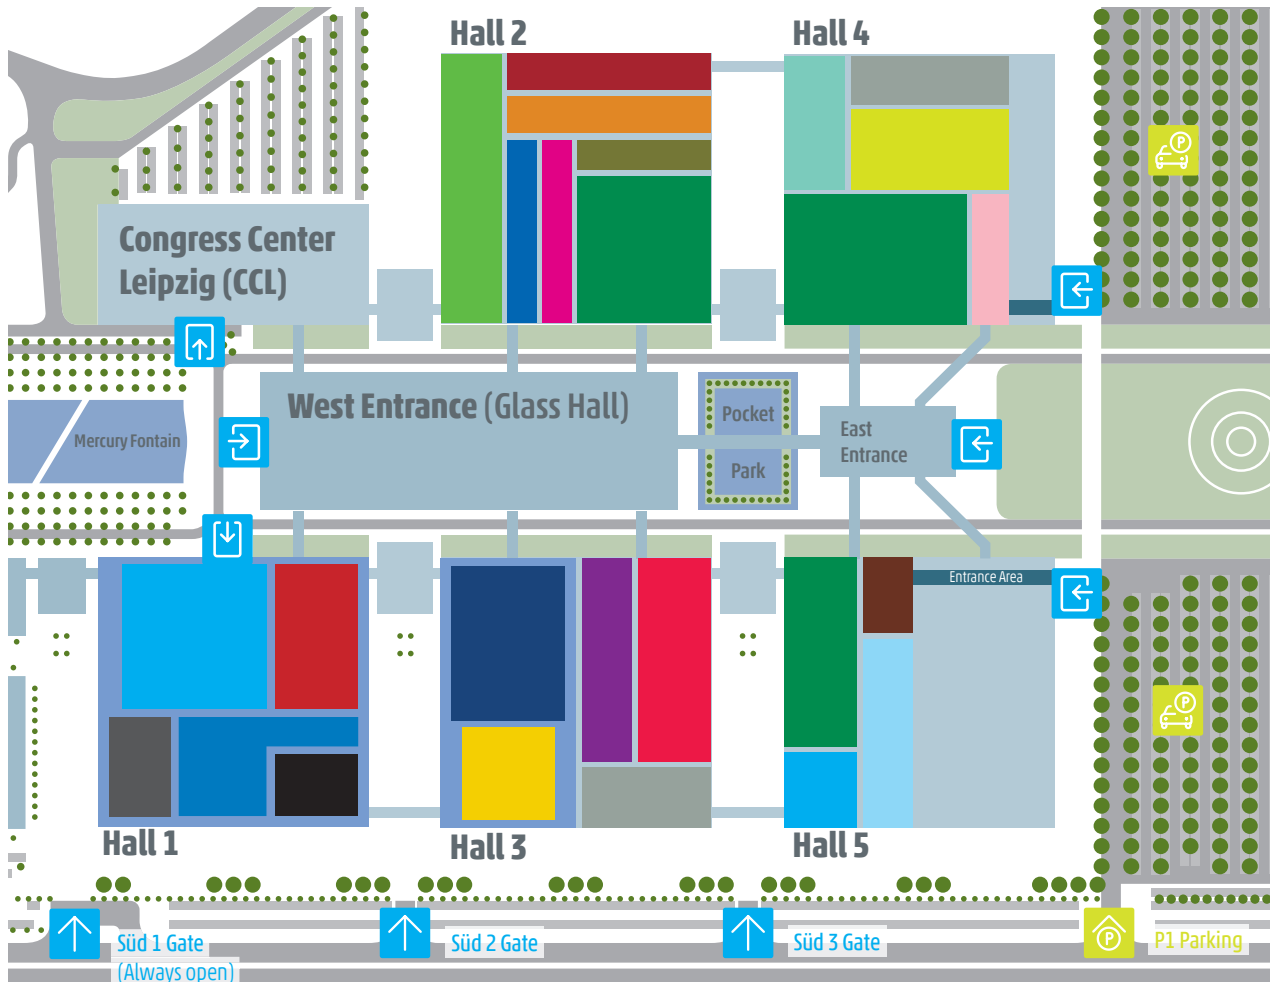 Hall 2
Hall 4
P
Congress Center
Leipzig (CCL)
West Entrance (Glass Hall)
Pocket
Park
East
Entrance
Mercury Fontain
Entrance Area
P
Hall 1
Hall 3
Hall 5
Süd 1 Gate
(Always open)
Süd 2 Gate
Süd 3 Gate
P
P1 Parking